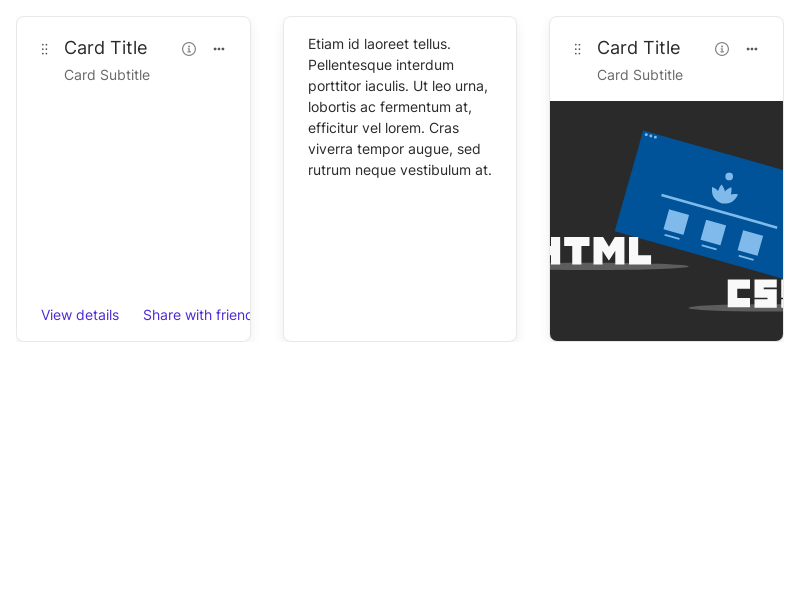 Card Title
Card Subtitle
View details Share with friend
Etiam id laoreet tellus.
Pellentesque interdum
porttitor iaculis. Ut leo urna,
lobortis ac fermentum at,
efficitur vel lorem. Cras
viverra tempor augue, sed
rutrum neque vestibulum at.
Card Title
Card Subtitle
HTML
CSS